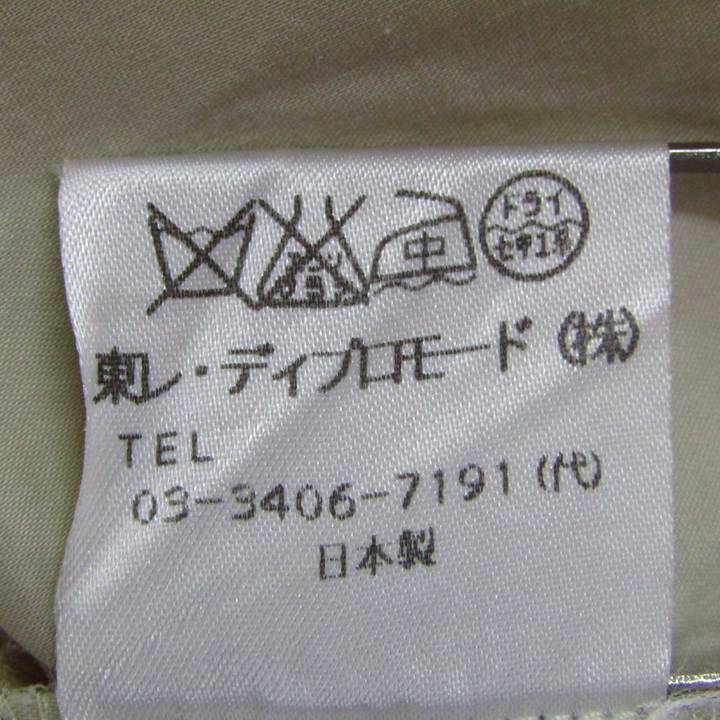 中
ドライ
セキユ系
東レ・ディプロモード(株)
TEL
03-3406-7191(代)
日本製